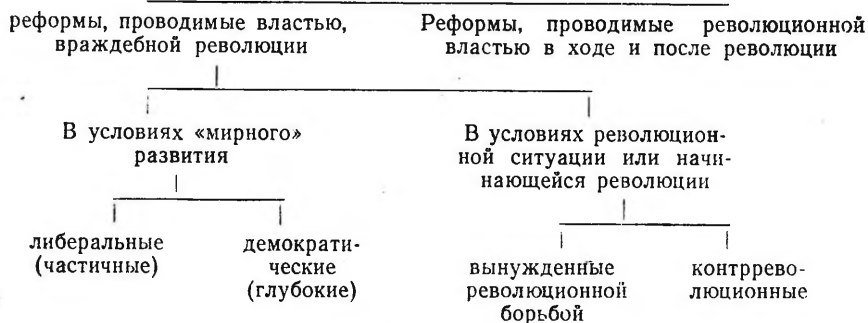 реформы, проводимые властью,
враждебной революции
Реформы, проводимые революционной
властью в ходе и после революции
В условиях «мирного»
развития
В условиях революцион-
ной ситуации или начи-
нающейся революции
либеральные
(частичные)
демократи-
ческие
(глубокие)
вынужденные
революционной
борьбой
контррево-
люционные